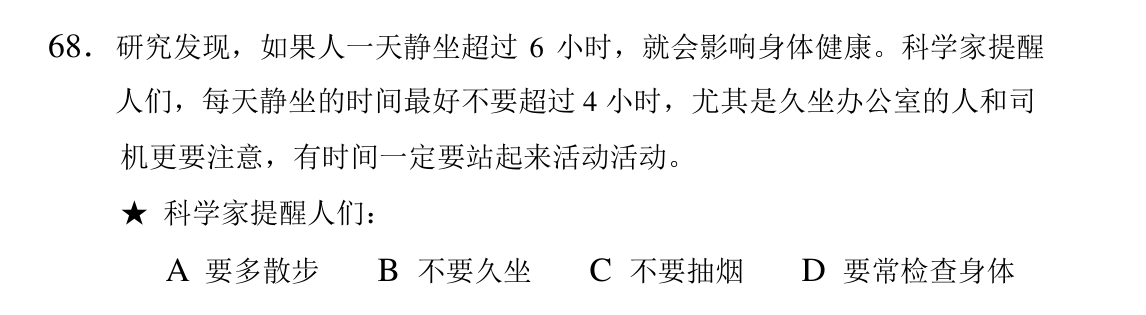 68．研究发现，如果人一天静坐超过 6 小时，就会影响身体健康。科学家提醒
人们，每天静坐的时间最好不要超过 4 小时，尤其是久坐办公室的人和司
机更要注意，有时间一定要站起来活动活动。
★ 科学家提醒人们：
A 要多散步 B 不要久坐 C 不要抽烟 D 要常检查身体